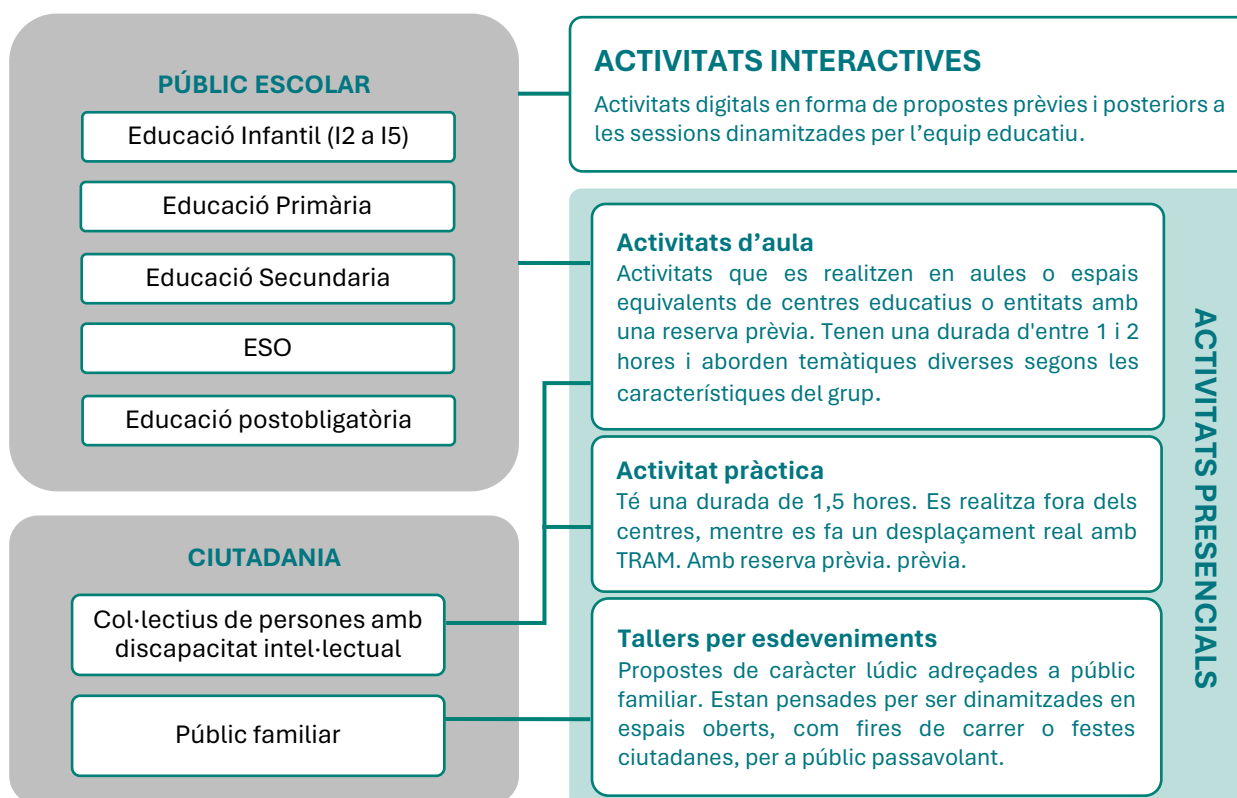 PÚBLIC ESCOLAR
Educació Infantil (I2 a I5)
Educació Primària
Educació Secundaria
ESO
Educació postobligatòria
CIUTADANIA
Col·lectius de persones amb
discapacitat intel·lectual
Públic familiar
ACTIVITATS INTERACTIVES
Activitats digitals en forma de propostes prèvies i posteriors a
les sessions dinamitzades per l’equip educatiu.
Activitats d’aula
Activitats que es realitzen en aules o espais
equivalents de centres educatius o entitats amb
una reserva prèvia. Tenen una durada d'entre 1 i 2
hores i aborden temàtiques diverses segons les
característiques del grup.
Activitat pràctica
Té una durada de 1,5 hores. Es realitza fora dels
centres, mentre es fa un desplaçament real amb
TRAM. Amb reserva prèvia. prèvia.
Tallers per esdeveniments
Propostes de caràcter lúdic adreçades a públic
familiar. Estan pensades per ser dinamitzades en
espais oberts, com fires de carrer o festes
ciutadanes, per a públic passavolant.
ACTIVITATS PRESENCIALS